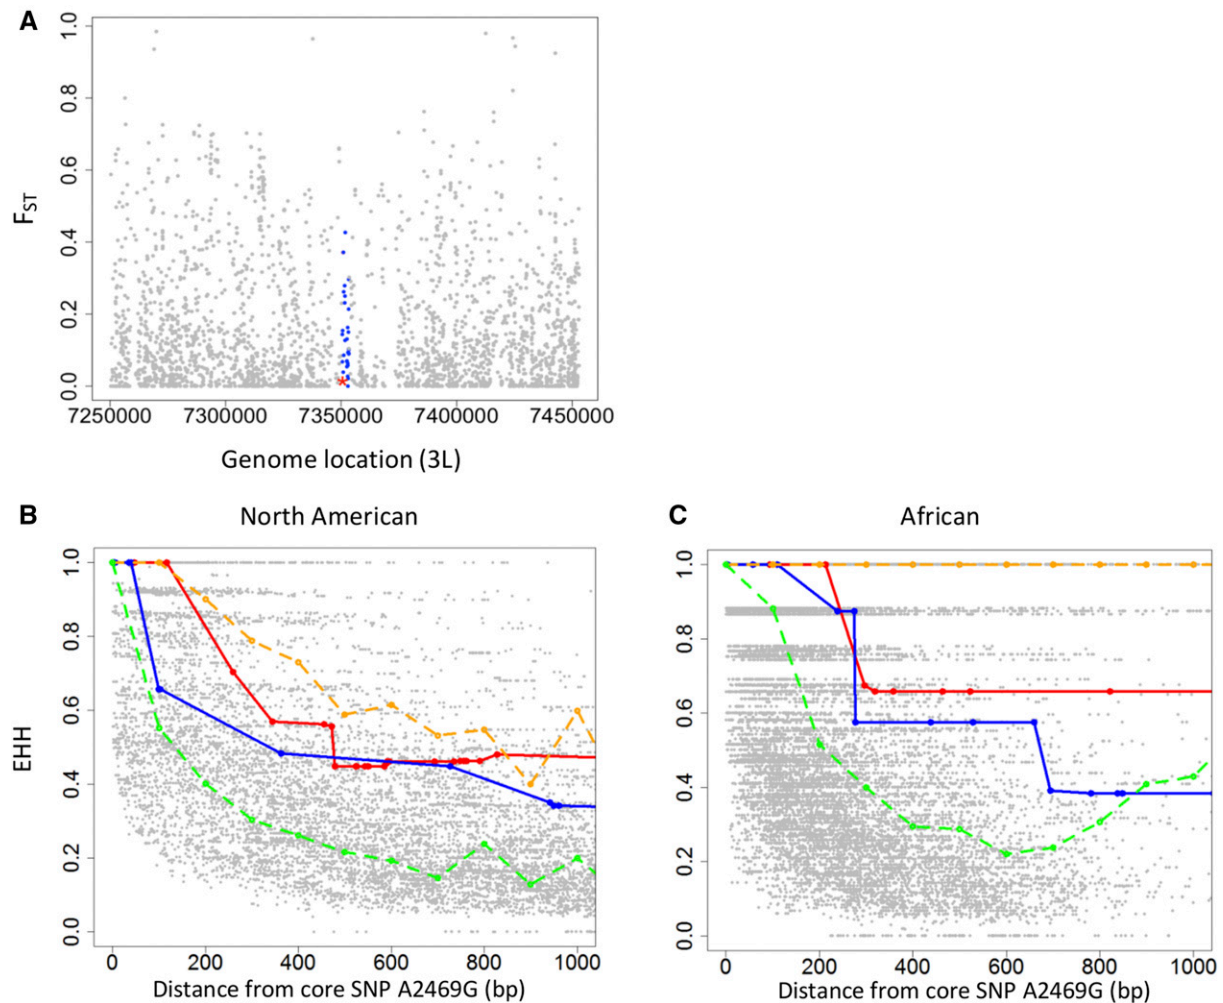 A
1.0
0.8
0.6
0.4
0.2
0.0
F_ST
7250000 7300000 7350000 7400000 7450000
Genome location (3L)
B
North American
1.0
0.8
0.6
0.4
0.2
0.0
EHH
0 200 400 600 800 1000
Distance from core SNP A2469G (bp)
C
African
1.0
0.8
0.6
0.4
0.2
0.0
0 200 400 600 800 1000
Distance from core SNP A2469G (bp)